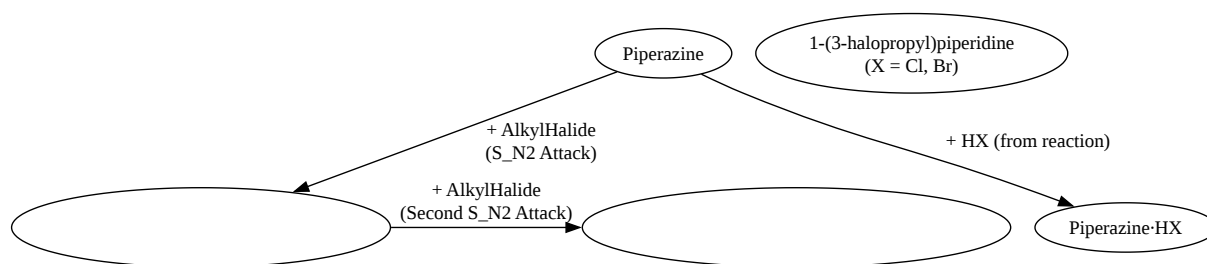 Piperazine
1-(3-halopropyl)piperidine
(X = Cl, Br)
+ AlkylHalide
(S_N2 Attack)
+ HX (from reaction)
+ AlkylHalide
(Second S_N2 Attack)
Piperazine·HX